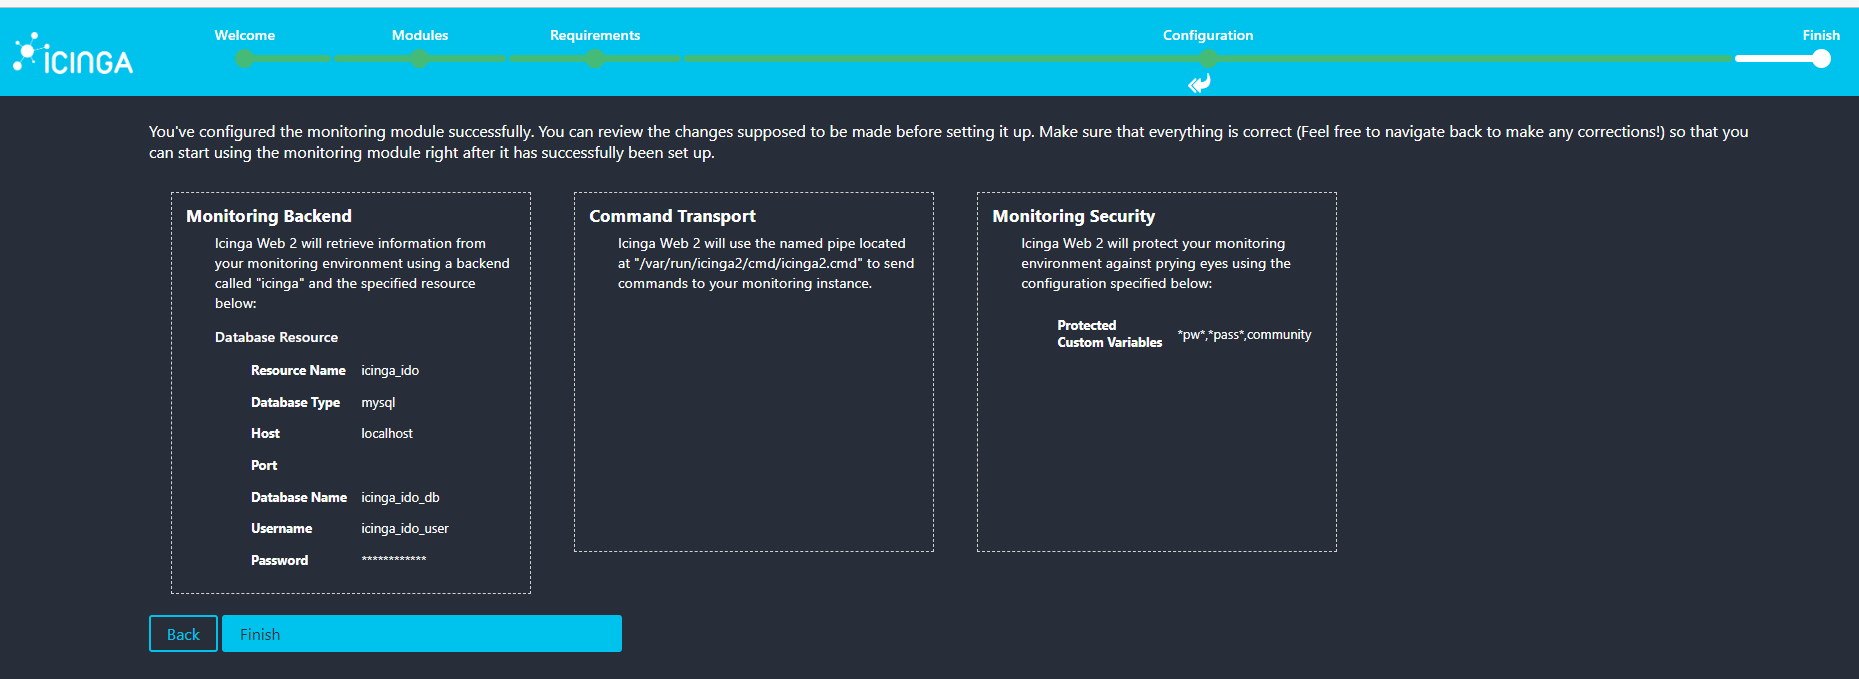 Welcome
Modules
Requirements
Configuration
Finish
ICINGA
You've configured the monitoring module successfully. You can review the changes supposed to be made before setting it up. Make sure that everything is correct (Feel free to navigate back to make any corrections!) so that you
can start using the monitoring module right after it has successfully been set up.
Monitoring Backend
Icinga Web 2 will retrieve information from
your monitoring environment using a backend
called "icinga" and the specified resource
below:
Database Resource
Resource Name icinga_ido
Database Type mysql
Host localhost
Port
Database Name icinga_ido_db
Username icinga_ido_user
Password ************
Command Transport
Icinga Web 2 will use the named pipe located
at "/var/run/icinga2/cmd/icinga2.cmd" to send
commands to your monitoring instance.
Monitoring Security
Icinga Web 2 will protect your monitoring
environment against prying eyes using the
configuration specified below:
Protected
Custom Variables *pw*,*pass*,community
Back
Finish